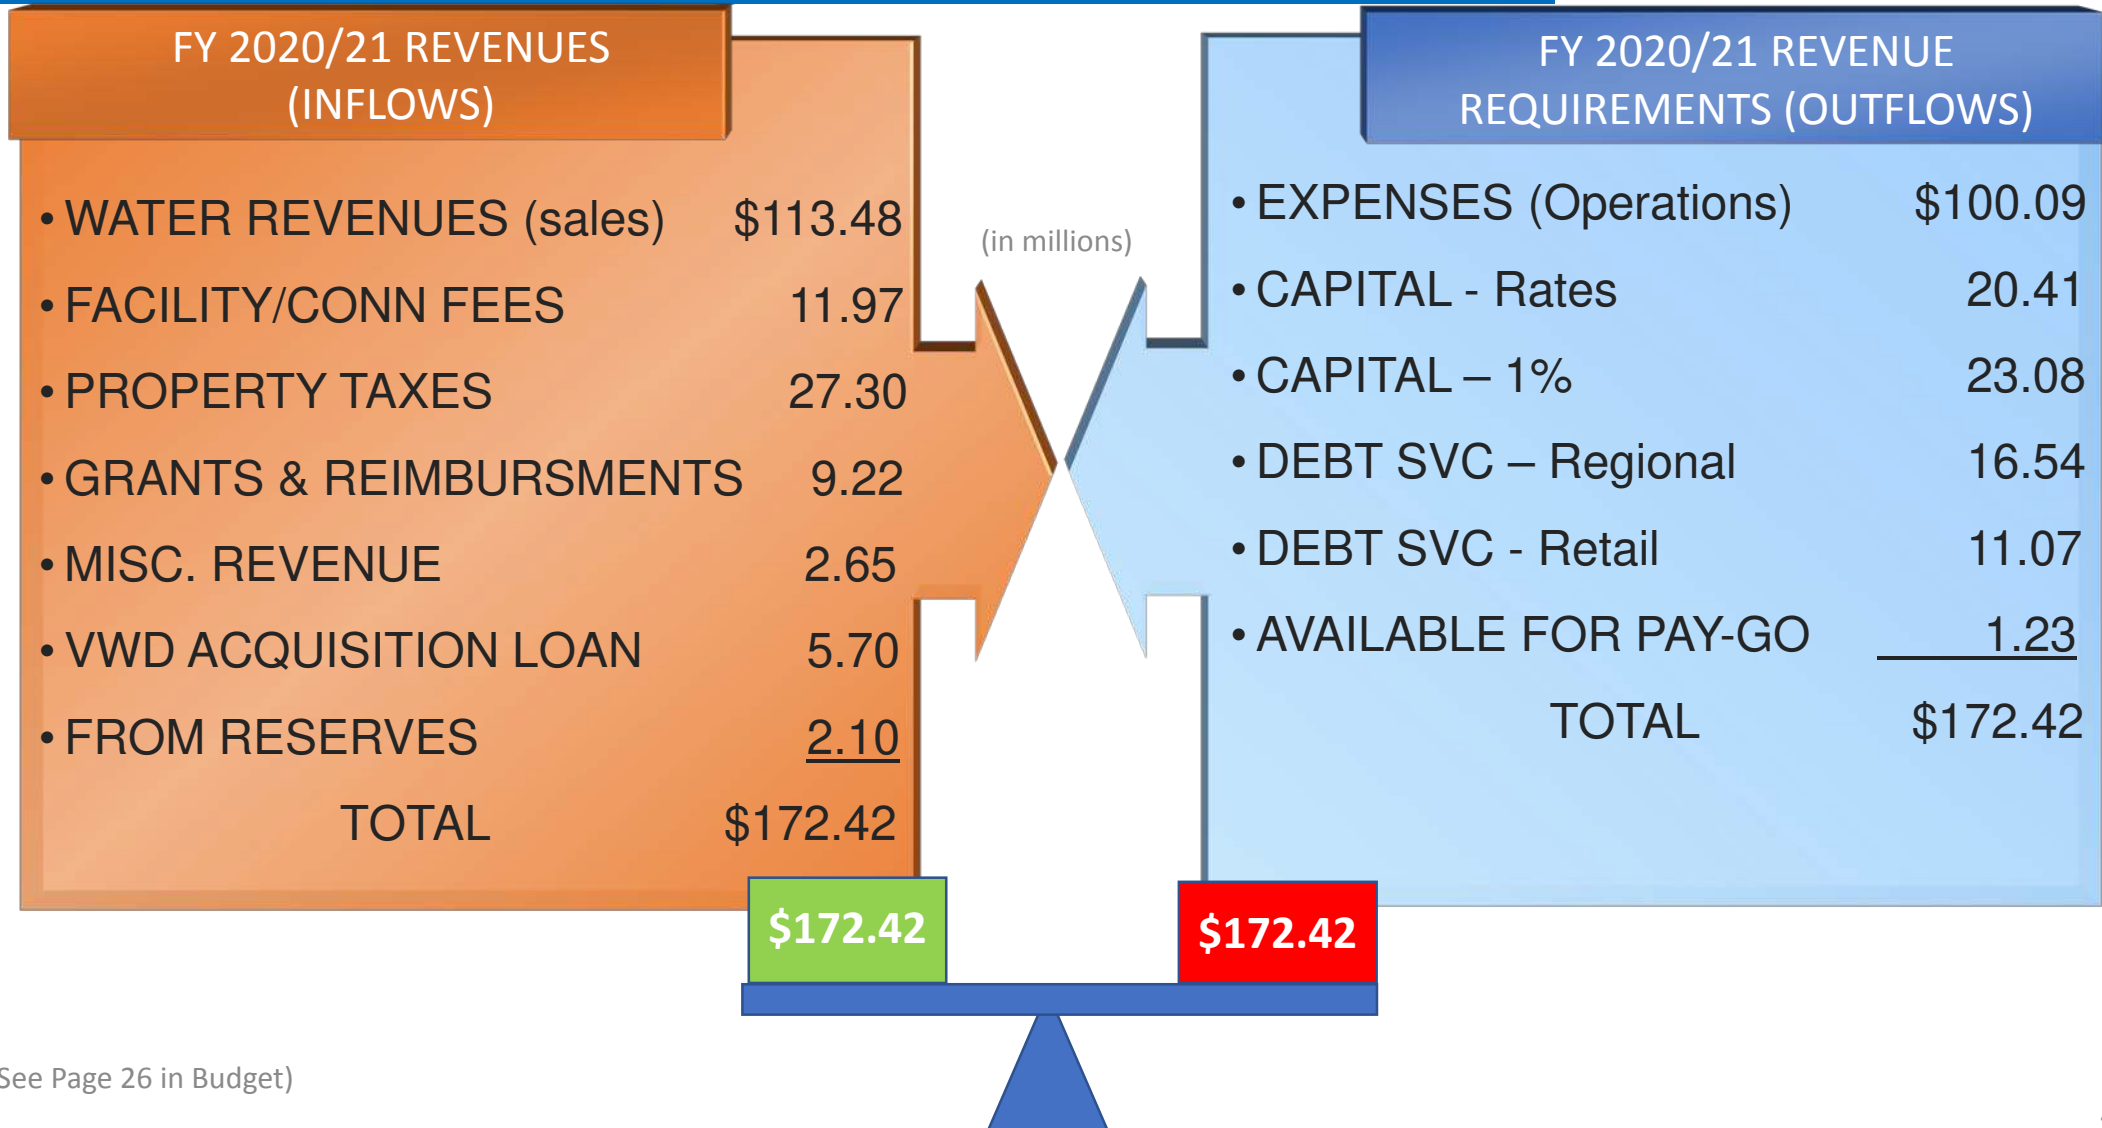 FY 2020/21 REVENUES
(INFLOWS)
• WATER REVENUES (sales) $113.48
• FACILITY/CONN FEES 11.97
• PROPERTY TAXES 27.30
• GRANTS & REIMBURSMENTS 9.22
• MISC. REVENUE 2.65
• VWD ACQUISITION LOAN 5.70
• FROM RESERVES 2.10
TOTAL $172.42
(in millions)
FY 2020/21 REVENUE
REQUIREMENTS (OUTFLOWS)
• EXPENSES (Operations) $100.09
• CAPITAL - Rates 20.41
• CAPITAL – 1% 23.08
• DEBT SVC – Regional 16.54
• DEBT SVC - Retail 11.07
• AVAILABLE FOR PAY-GO 1.23
TOTAL $172.42
$172.42
$172.42
See Page 26 in Budget)